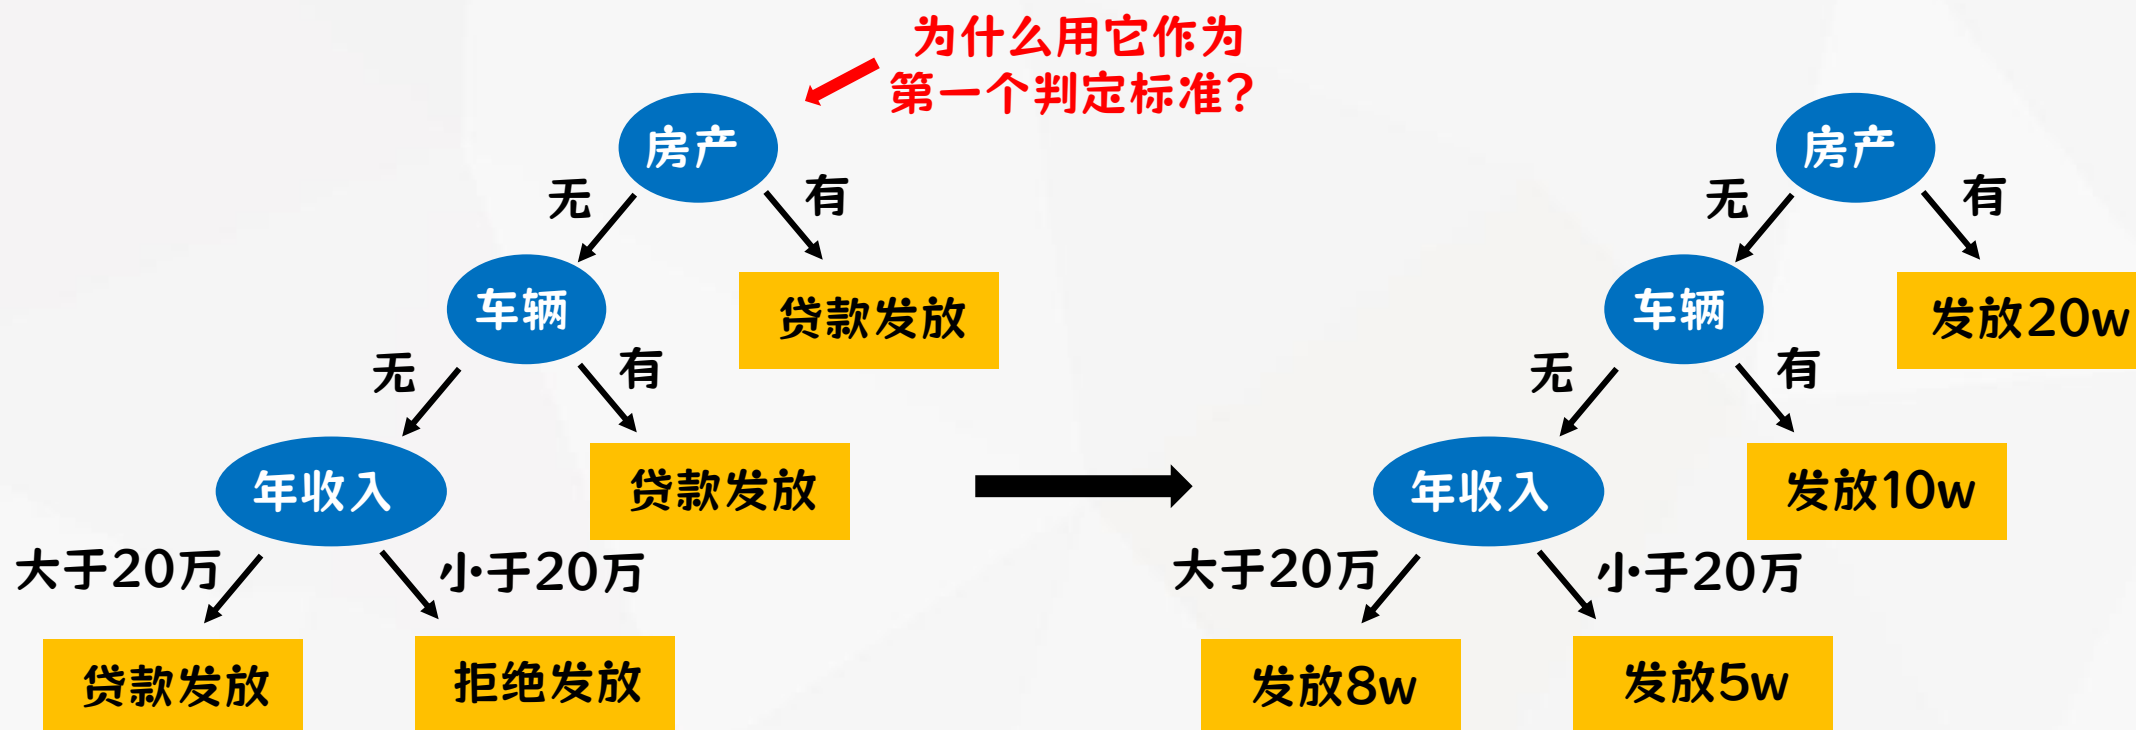 为什么用它作为
第一个判定标准?
房产
无
有
车辆
贷款发放
无
有
年收入
贷款发放
大于20万
小于20万
贷款发放
拒绝发放
房产
无
有
车辆
发放20w
无
有
年收入
发放10w
大于20万
小于20万
发放8w
发放5w